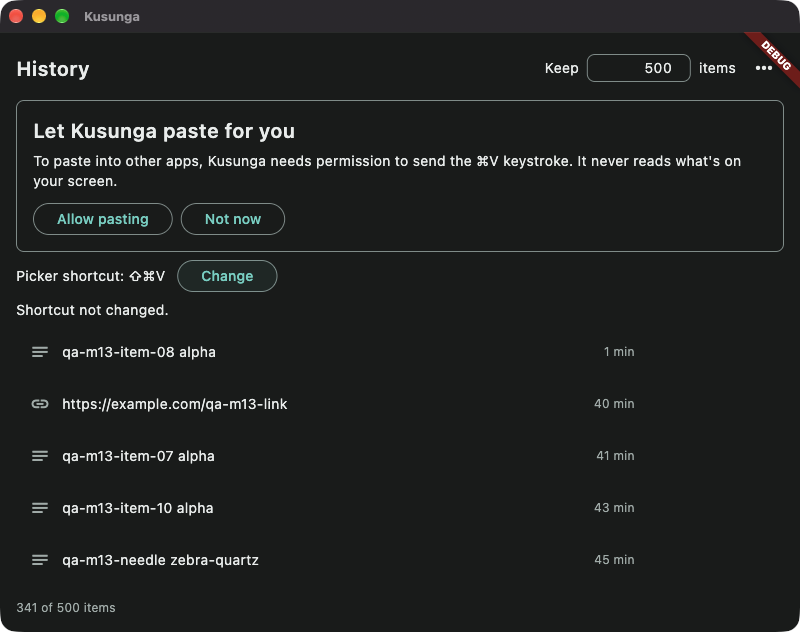 Kusunga
DEBUG
History
Keep 500 items •••
Let Kusunga paste for you
To paste into other apps, Kusunga needs permission to send the ⌘V keystroke. It never reads what's on
your screen.
Allow pasting Not now
Picker shortcut: ⇧⌘V Change
Shortcut not changed.
qa-m13-item-08 alpha 1 min
https://example.com/qa-m13-link 40 min
qa-m13-item-07 alpha 41 min
qa-m13-item-10 alpha 43 min
qa-m13-needle zebra-quartz 45 min
341 of 500 items